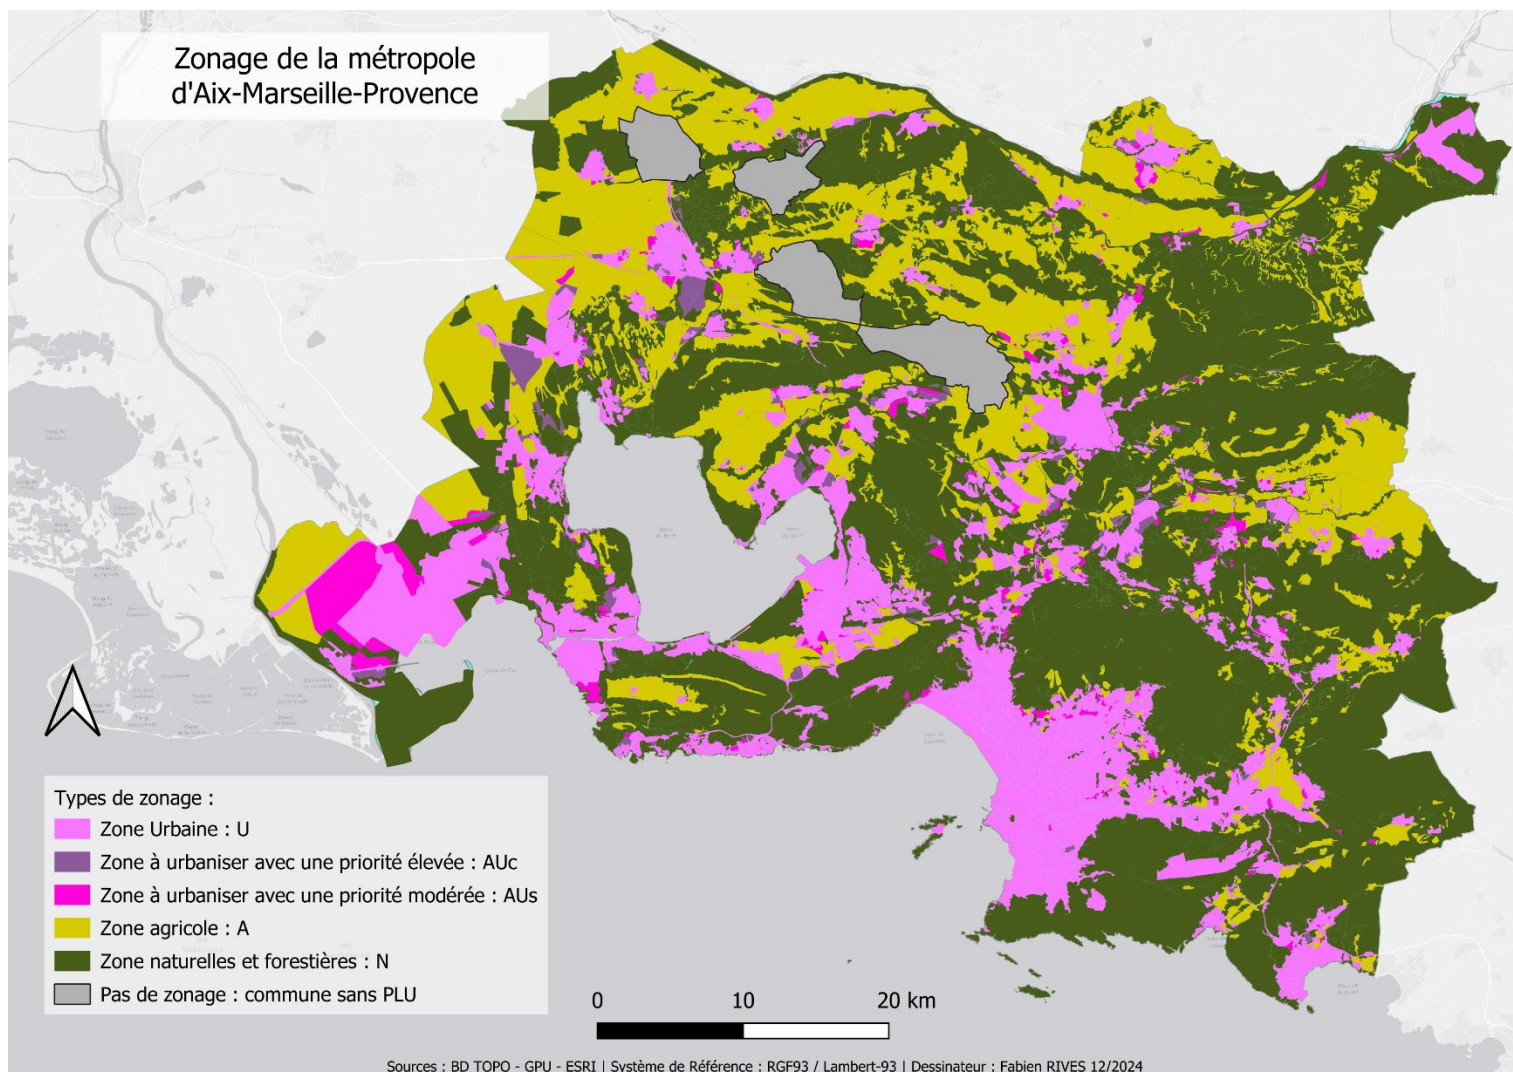 Zonage de la métropole
d'Aix-Marseille-Provence
Types de zonage :
Zone Urbaine : U
Zone à urbaniser avec une priorité élevée : AUc
Zone à urbaniser avec une priorité modérée : AUs
Zone agricole : A
Zone naturelles et forestières : N
Pas de zonage : commune sans PLU
0 10 20 km
Sources : BD TOPO - GPU - ESRI | Système de Référence : RGF93 / Lambert-93 | Dessinateur : Fabien RIVES 12/2024